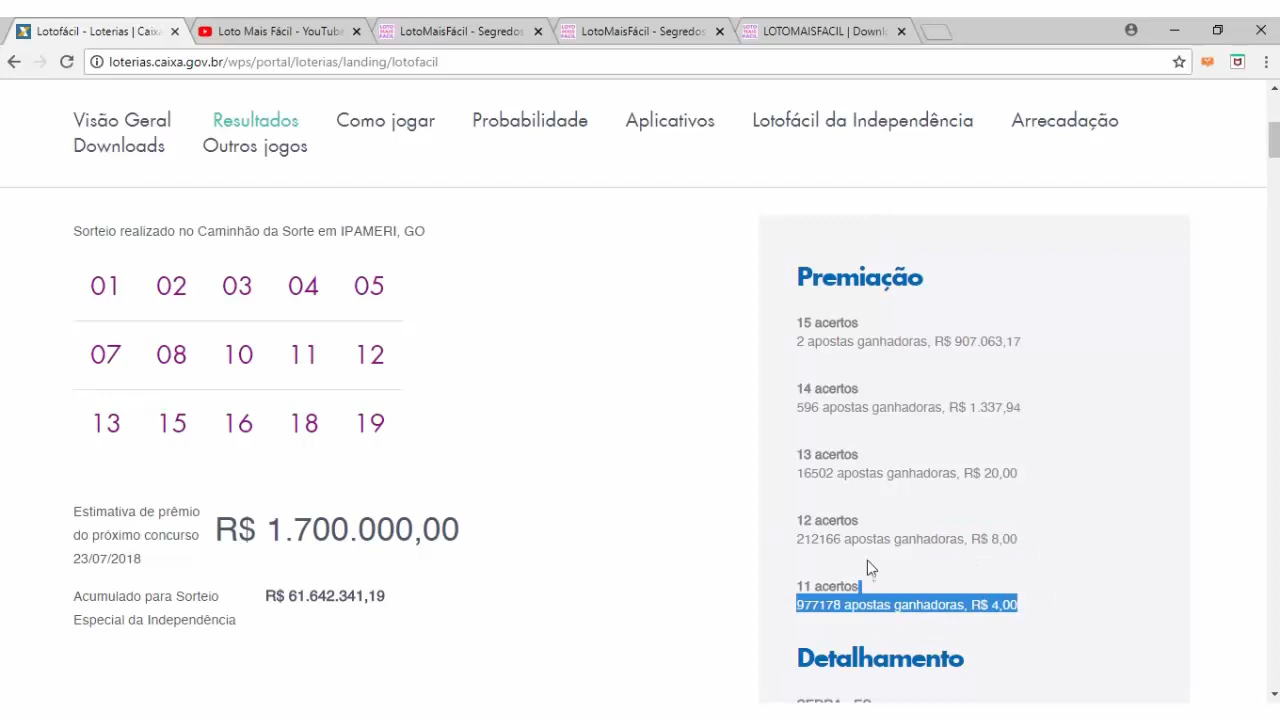 Lotofácil - Loterias | Caixa
Loto Mais Fácil - YouTube
LotoMaisFácil - Segredos
LotoMaisFácil - Segredos
LOTOMAISFACIL | Downl
loterias.caixa.gov.br/wps/portal/loterias/landing/lotofacil
Visão Geral Resultados Como jogar Probabilidade Aplicativos Lotofácil da Independência Arrecadação
Downloads Outros jogos
Sorteio realizado no Caminhão da Sorte em IPAMERI, GO
01 02 03 04 05
07 08 10 11 12
13 15 16 18 19
Estimativa de prêmio
do próximo concurso
23/07/2018
R$ 1.700.000,00
Acumulado para Sorteio
Especial da Independência
R$ 61.642.341,19
Premiação
15 acertos
2 apostas ganhadoras, R$ 907.063,17
14 acertos
596 apostas ganhadoras, R$ 1.337,94
13 acertos
16502 apostas ganhadoras, R$ 20,00
12 acertos
212166 apostas ganhadoras, R$ 8,00
11 acertos
977178 apostas ganhadoras, R$ 4,00
Detalhamento